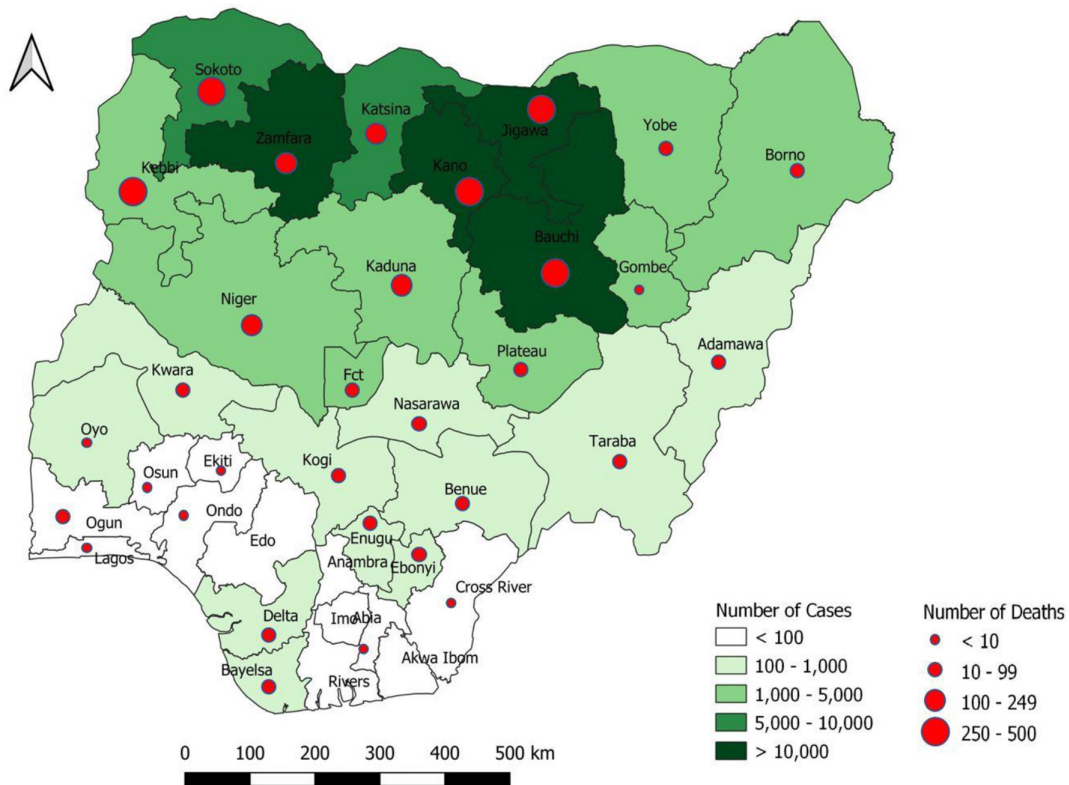 Sokoto
Katsina
Zamfara
Jigawa
Yobe
Borno
Kebbi
Kano
Bauchi
Gombe
Kaduna
Niger
Adamawa
Plateau
Kwara
Fct
Nasarawa
Oyo
Taraba
Osun
Ekiti
Kogi
Benue
Ogun
Ondo
Edo
Enugu
Lagos
Anambra
Ebonyi
Cross River
Delta
Imo
Abia
Akwa Ibom
Bayelsa
Rivers
Number of Cases
< 100
100 - 1,000
1,000 - 5,000
5,000 - 10,000
> 10,000
Number of Deaths
< 10
10 - 99
100 - 249
250 - 500
0 100 200 300 400 500 km